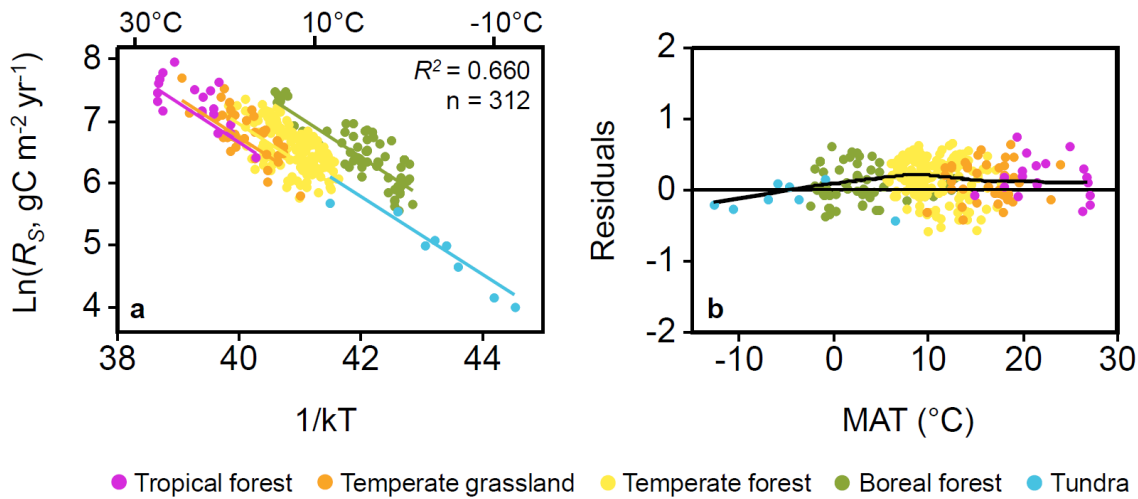 30°C 10°C -10°C
Ln(R_S, gC m⁻² yr⁻¹)
8
7
6
5
4
R² = 0.660
n = 312
a
38 40 42 44
1/kT
Residuals
2
1
0
-1
-2
b
-10 0 10 20 30
MAT (°C)
Tropical forest Temperate grassland Temperate forest Boreal forest Tundra